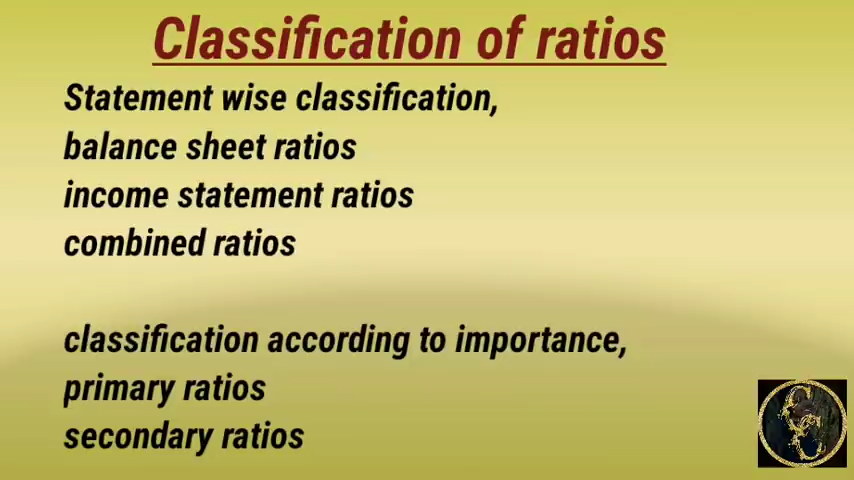 Classification of ratios
Statement wise classification,
balance sheet ratios
income statement ratios
combined ratios
classification according to importance,
primary ratios
secondary ratios